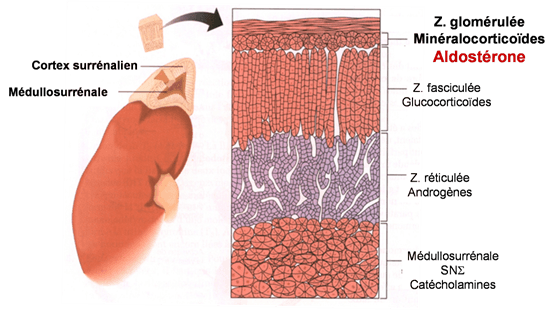 Z. glomérulée
Minéralocorticoïdes
Aldostérone
Cortex surrénalien
Médullosurrénale
Z. fasciculée
Glucocorticoïdes
Z. réticulée
Androgènes
Médullosurrénale
SNΣ
Catécholamines